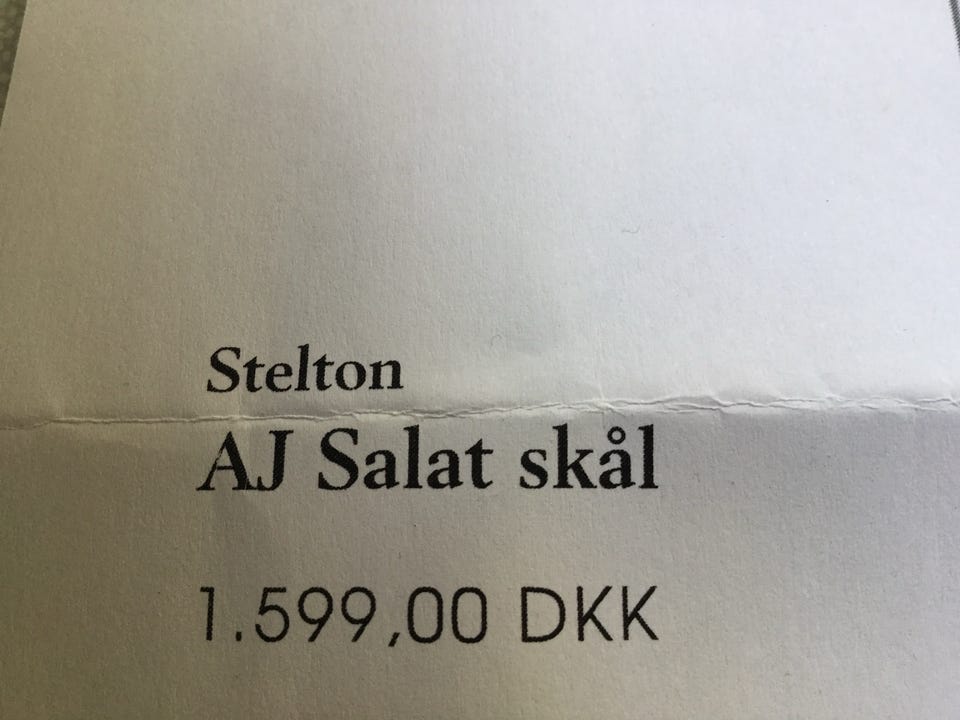 Stelton
AJ Salat skål
1.599,00 DKK